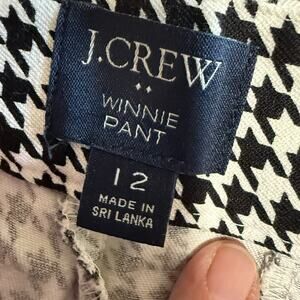 J.CREW
WINNIE
PANT
12
MADE IN
SRI LANKA